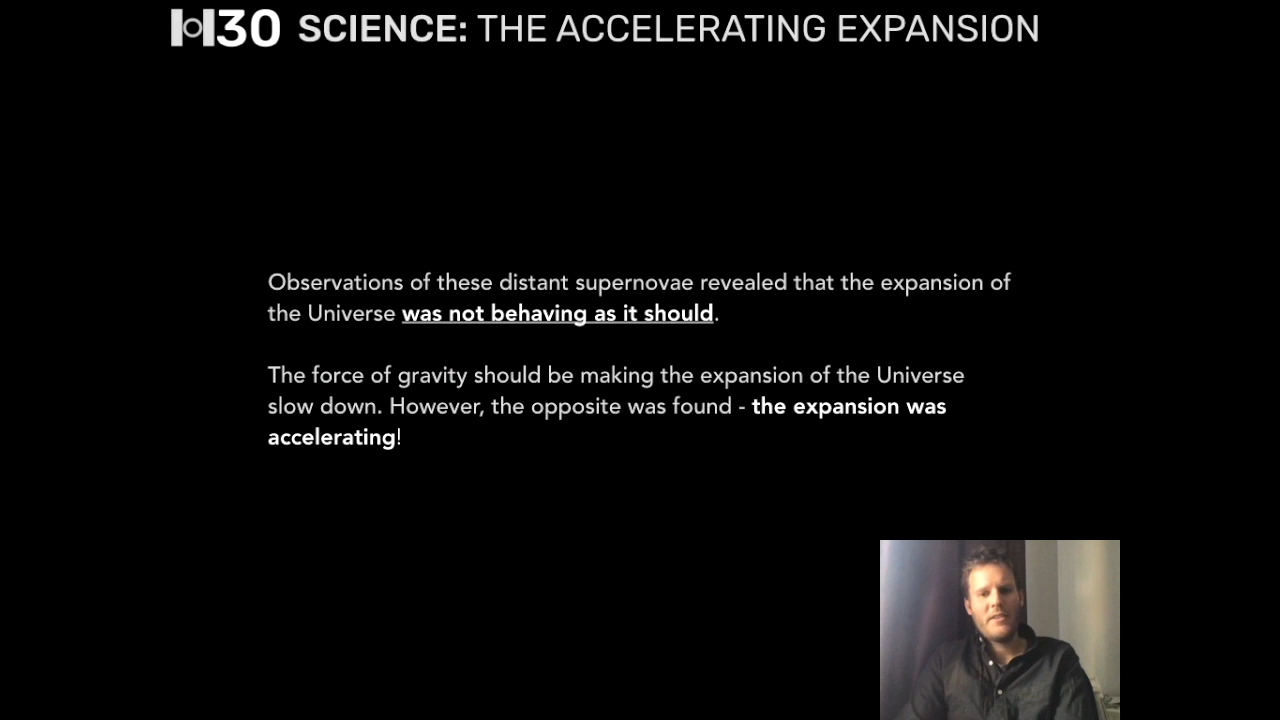 30 SCIENCE: THE ACCELERATING EXPANSION
Observations of these distant supernovae revealed that the expansion of
the Universe was not behaving as it should.
The force of gravity should be making the expansion of the Universe
slow down. However, the opposite was found - the expansion was
accelerating!